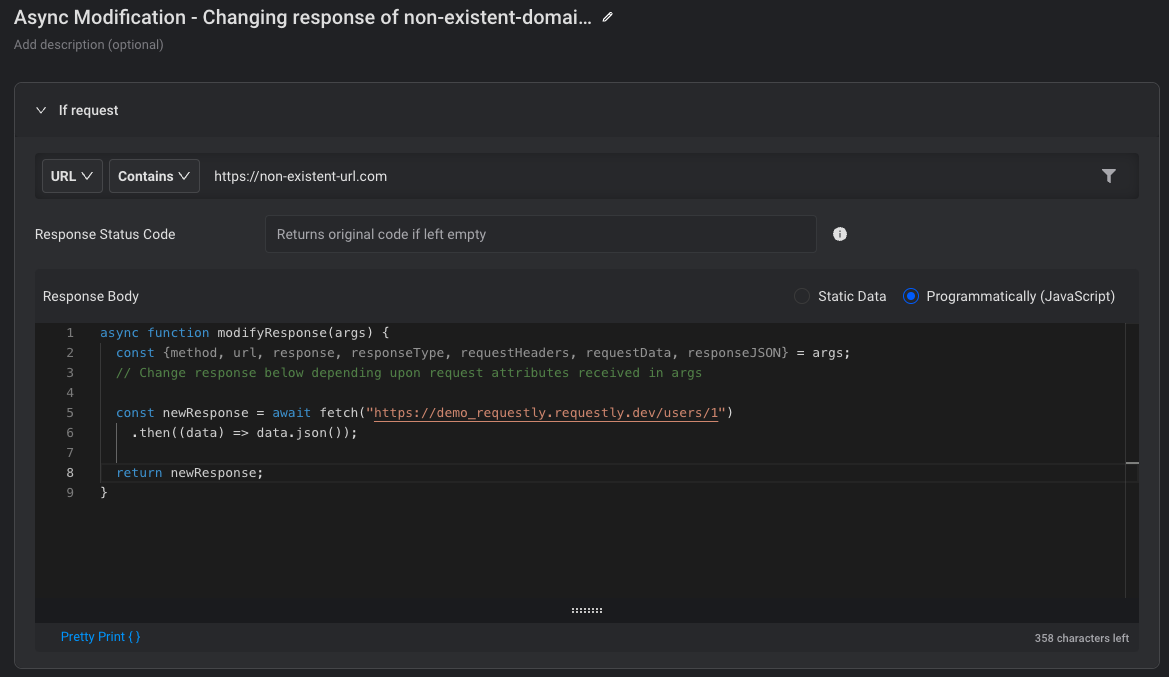 Async Modification - Changing response of non-existent-domai...
Add description (optional)
If request
URL Contains https://non-existent-url.com
Response Status Code Returns original code if left empty
Response Body Static Data Programmatically (JavaScript)
1 async function modifyResponse(args) {
2 const {method, url, response, responseType, requestHeaders, requestData, responseJSON} = args;
3 // Change response below depending upon request attributes received in args
4
5 const newResponse = await fetch("https://demo_requestly.requestly.dev/users/1")
6 .then((data) => data.json());
7
8 return newResponse;
9 }
Pretty Print { } 358 characters left